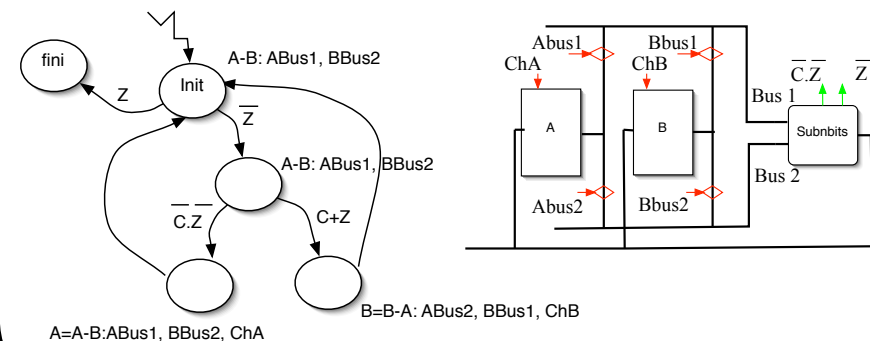 fini
Init
A-B: ABus1, BBus2
Z
Z̅
A-B: ABus1, BBus2
C̅.Z̅
C+Z
A=A-B:ABus1, BBus2, ChA
B=B-A: ABus2, BBus1, ChB
Abus1
Bbus1
ChA
ChB
A
B
Abus2
Bbus2
Bus 1
Bus 2
C̅.Z̅
Z̅
Subnbits